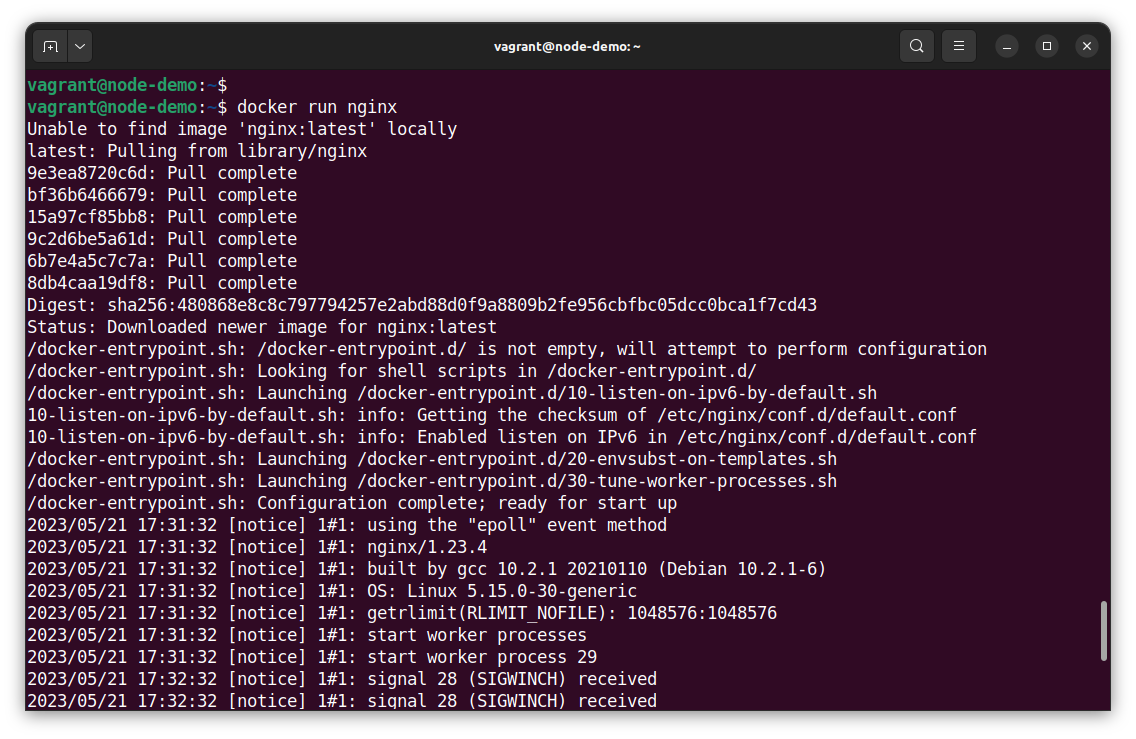 vagrant@node-demo: ~
vagrant@node-demo:~$
vagrant@node-demo:~$ docker run nginx
Unable to find image 'nginx:latest' locally
latest: Pulling from library/nginx
9e3ea8720c6d: Pull complete
bf36b6466679: Pull complete
15a97cf85bb8: Pull complete
9c2d6be5a61d: Pull complete
6b7e4a5c7c7a: Pull complete
8db4caa19df8: Pull complete
Digest: sha256:480868e8c8c797794257e2abd88d0f9a8809b2fe956cbfbc05dcc0bca1f7cd43
Status: Downloaded newer image for nginx:latest
/docker-entrypoint.sh: /docker-entrypoint.d/ is not empty, will attempt to perform configuration
/docker-entrypoint.sh: Looking for shell scripts in /docker-entrypoint.d/
/docker-entrypoint.sh: Launching /docker-entrypoint.d/10-listen-on-ipv6-by-default.sh
10-listen-on-ipv6-by-default.sh: info: Getting the checksum of /etc/nginx/conf.d/default.conf
10-listen-on-ipv6-by-default.sh: info: Enabled listen on IPv6 in /etc/nginx/conf.d/default.conf
/docker-entrypoint.sh: Launching /docker-entrypoint.d/20-envsubst-on-templates.sh
/docker-entrypoint.sh: Launching /docker-entrypoint.d/30-tune-worker-processes.sh
/docker-entrypoint.sh: Configuration complete; ready for start up
2023/05/21 17:31:32 [notice] 1#1: using the "epoll" event method
2023/05/21 17:31:32 [notice] 1#1: nginx/1.23.4
2023/05/21 17:31:32 [notice] 1#1: built by gcc 10.2.1 20210110 (Debian 10.2.1-6)
2023/05/21 17:31:32 [notice] 1#1: OS: Linux 5.15.0-30-generic
2023/05/21 17:31:32 [notice] 1#1: getrlimit(RLIMIT_NOFILE): 1048576:1048576
2023/05/21 17:31:32 [notice] 1#1: start worker processes
2023/05/21 17:31:32 [notice] 1#1: start worker process 29
2023/05/21 17:32:32 [notice] 1#1: signal 28 (SIGWINCH) received
2023/05/21 17:32:32 [notice] 1#1: signal 28 (SIGWINCH) received